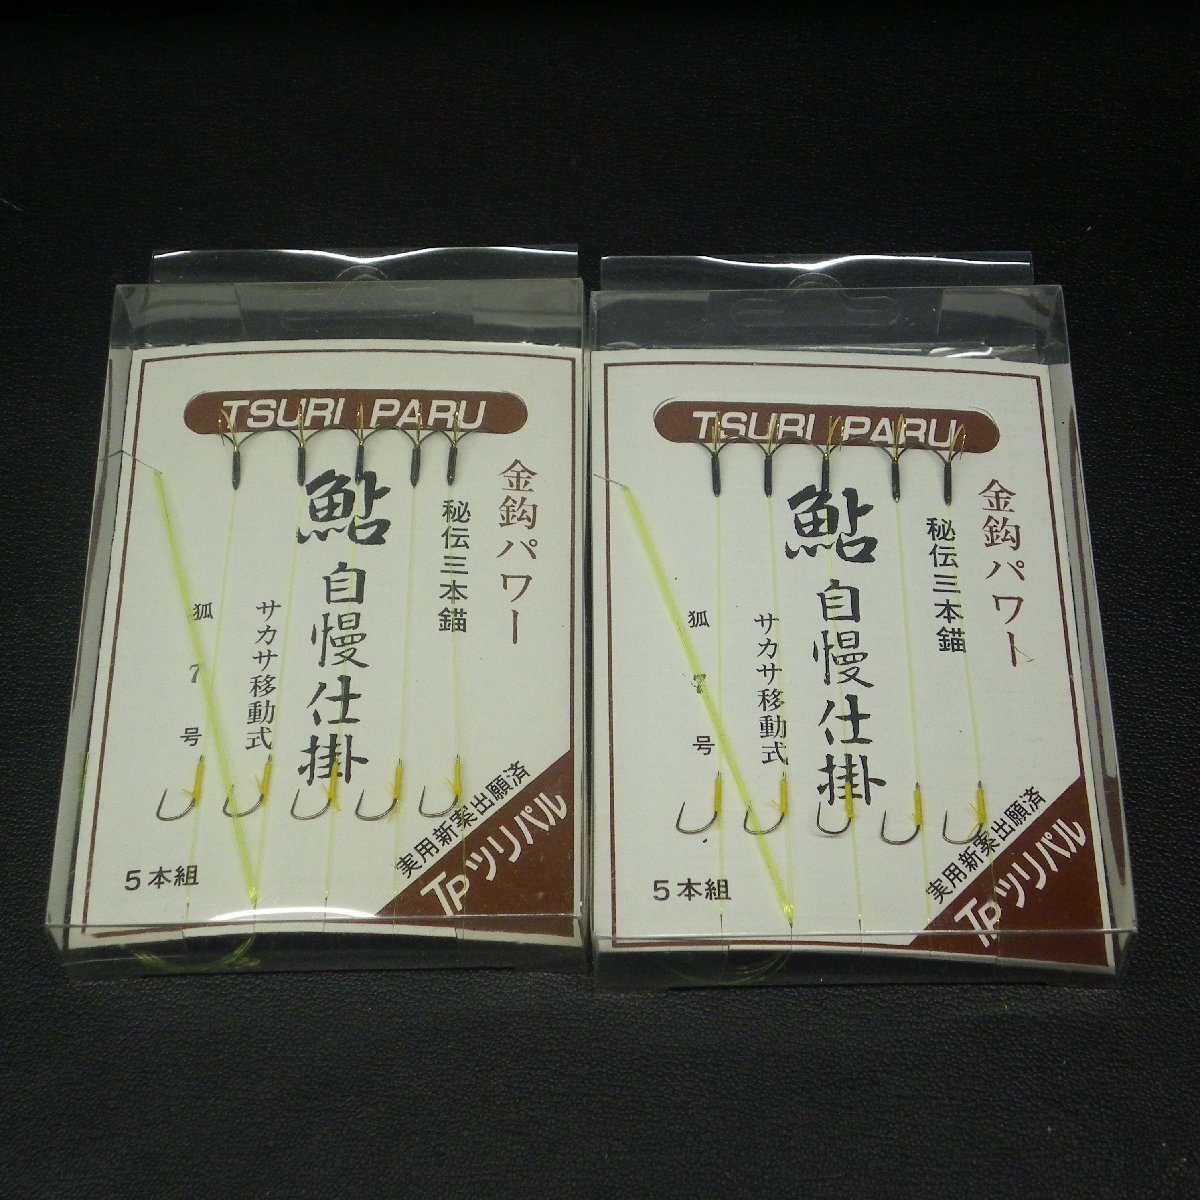 TSURI PARU
金鈎パワー
秘伝三本錨
鮎自慢仕掛
サカサ移動式
狐7号
5本組
実用新案出願済
TPツリパル
TSURI PARU
金鈎パワー
秘伝三本錨
鮎自慢仕掛
サカサ移動式
狐7号
5本組
実用新案出願済
TPツリパル